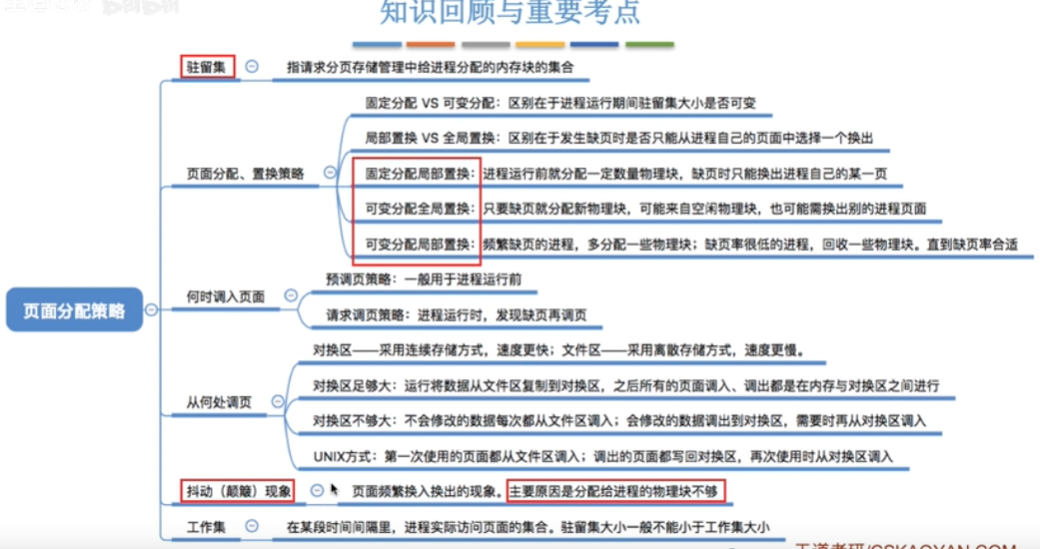 知识回顾与重要考点
驻留集
指请求分页存储管理中给进程分配的内存块的集合
固定分配 VS 可变分配：区别在于进程运行期间驻留集大小是否可变
局部置换 VS 全局置换：区别在于发生缺页时是否只能从进程自己的页面中选择一个换出
页面分配、置换策略
固定分配局部置换：进程运行前就分配一定数量物理块，缺页时只能换出进程自己的某一页
可变分配全局置换：只要缺页就分配新物理块，可能来自空闲物理块，也可能需换出别的进程页面
可变分配局部置换：频繁缺页的进程，多分配一些物理块；缺页率很低的进程，回收一些物理块。直到缺页率合适
页面分配策略
何时调入页面
预调页策略：一般用于进程运行前
请求调页策略：进程运行时，发现缺页再调页
从何处调页
对换区——采用连续存储方式，速度更快；文件区——采用离散存储方式，速度更慢。
对换区足够大：运行将数据从文件区复制到对换区，之后所有的页面调入、调出都是在内存与对换区之间进行
对换区不够大：不会修改的数据每次都从文件区调入；会修改的数据调出到对换区，需要时再从对换区调入
UNIX方式：第一次使用的页面都从文件区调入；调出的页面都写回对换区，再次使用时从对换区调入
抖动（颠簸）现象
页面频繁换入换出的现象。主要原因是分配给进程的物理块不够
工作集
在某段时间间隔里，进程实际访问页面的集合。驻留集大小一般不能小于工作集大小
王道考研/CSKAOYAN.COM